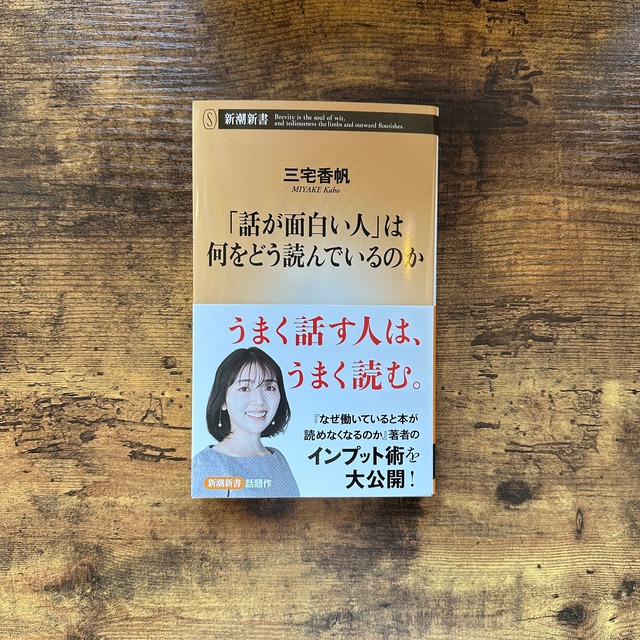 S
新潮新書
Brevity is the soul of wit,
and tediousness the limbs and outward flourishes.
三宅香帆
MIYAKE Kaho
「話が面白い人」は
何をどう読んでいるのか
うまく話す人は、
うまく読む。
『なぜ働いていると本が
読めなくなるのか』著者の
インプット術を
大公開!
新潮新書 話題作